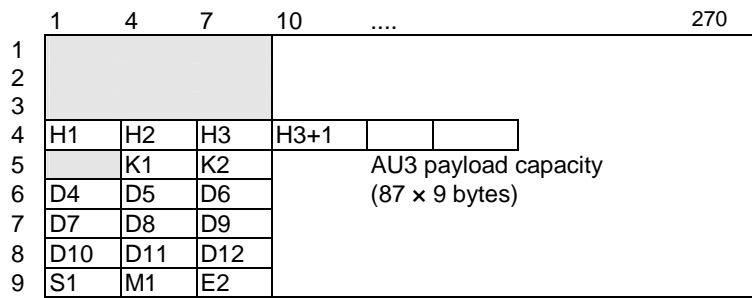 1 4 7 10 .... 270
1
2
3
4 H1 H2 H3 H3+1
5 K1 K2 AU3 payload capacity
6 D4 D5 D6 (87 × 9 bytes)
7 D7 D8 D9
8 D10 D11 D12
9 S1 M1 E2